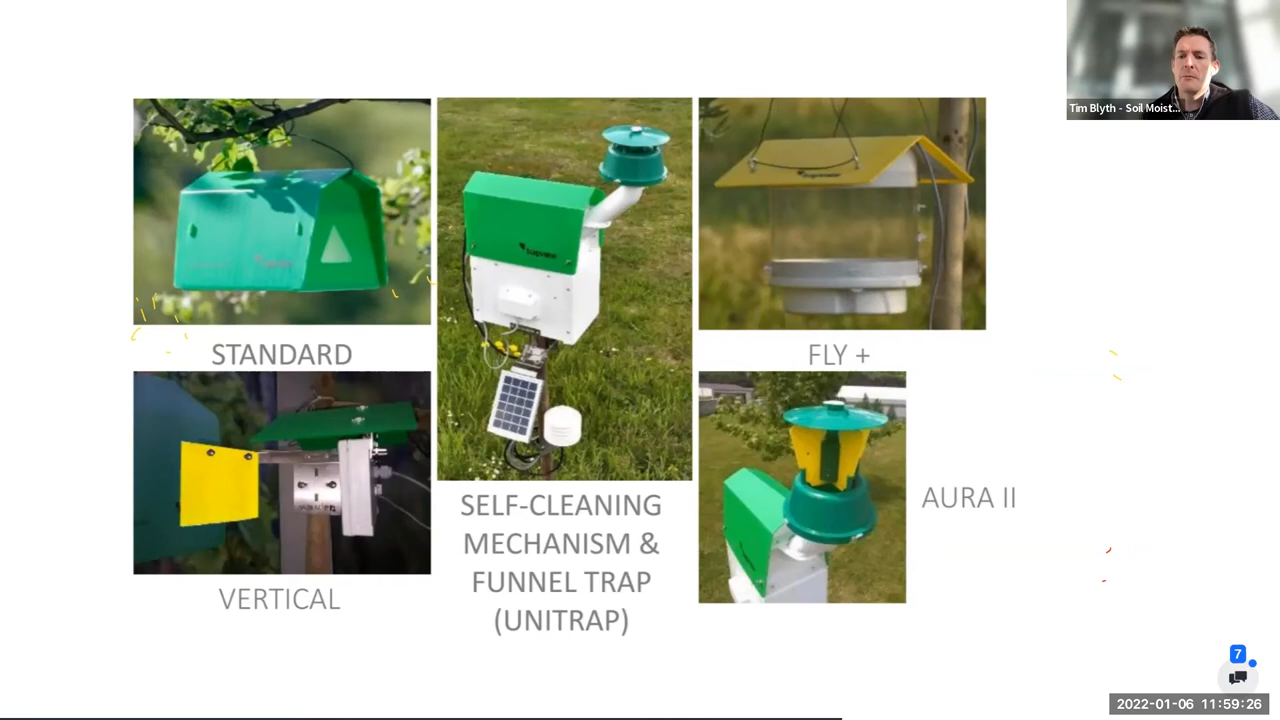 Tim Blyth - Soil Moist...
STANDARD
FLY +
VERTICAL
SELF-CLEANING
MECHANISM &
FUNNEL TRAP
(UNITRAP)
AURA II
7
2022-01-06 11:59:26